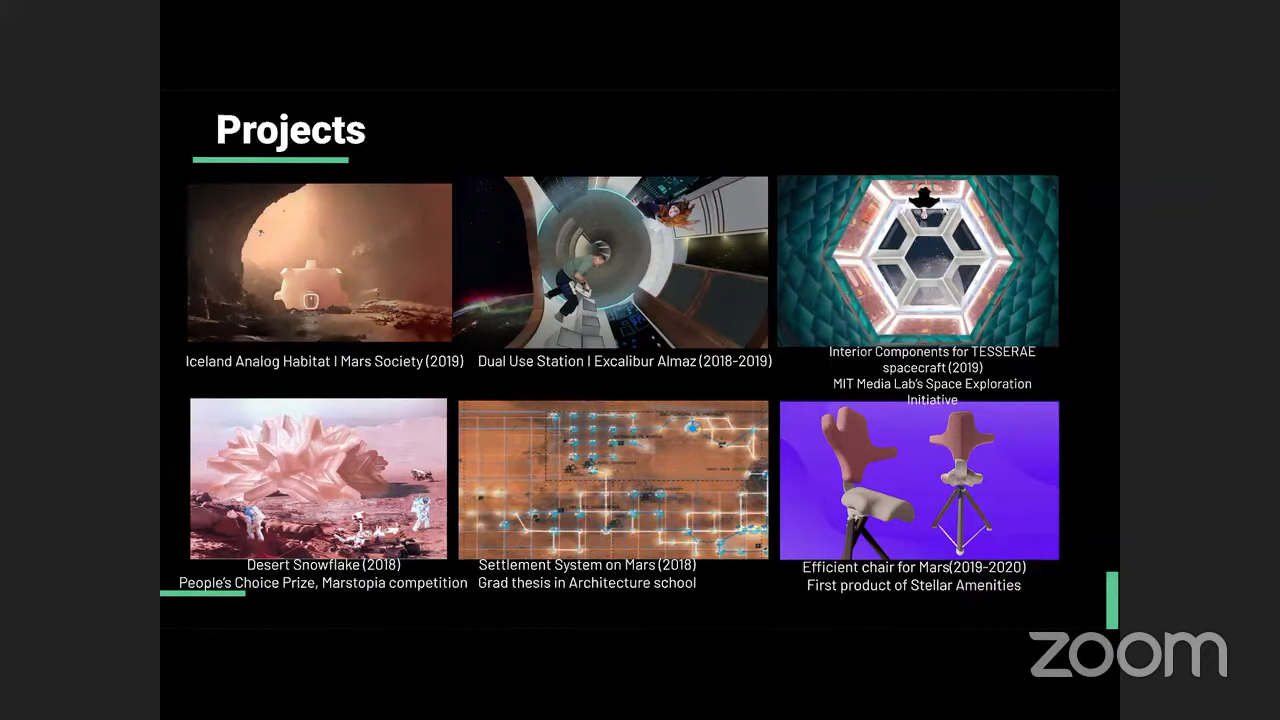 Projects
Iceland Analog Habitat | Mars Society (2019)
Dual Use Station | Excalibur Almaz (2018-2019)
Interior Components for TESSERAE
spacecraft (2019)
MIT Media Lab's Space Exploration
Initiative
Desert Snowflake (2018)
People's Choice Prize, Marstopia competition
Settlement System on Mars (2018)
Grad thesis in Architecture school
Efficient chair for Mars(2019-2020)
First product of Stellar Amenities
zoom